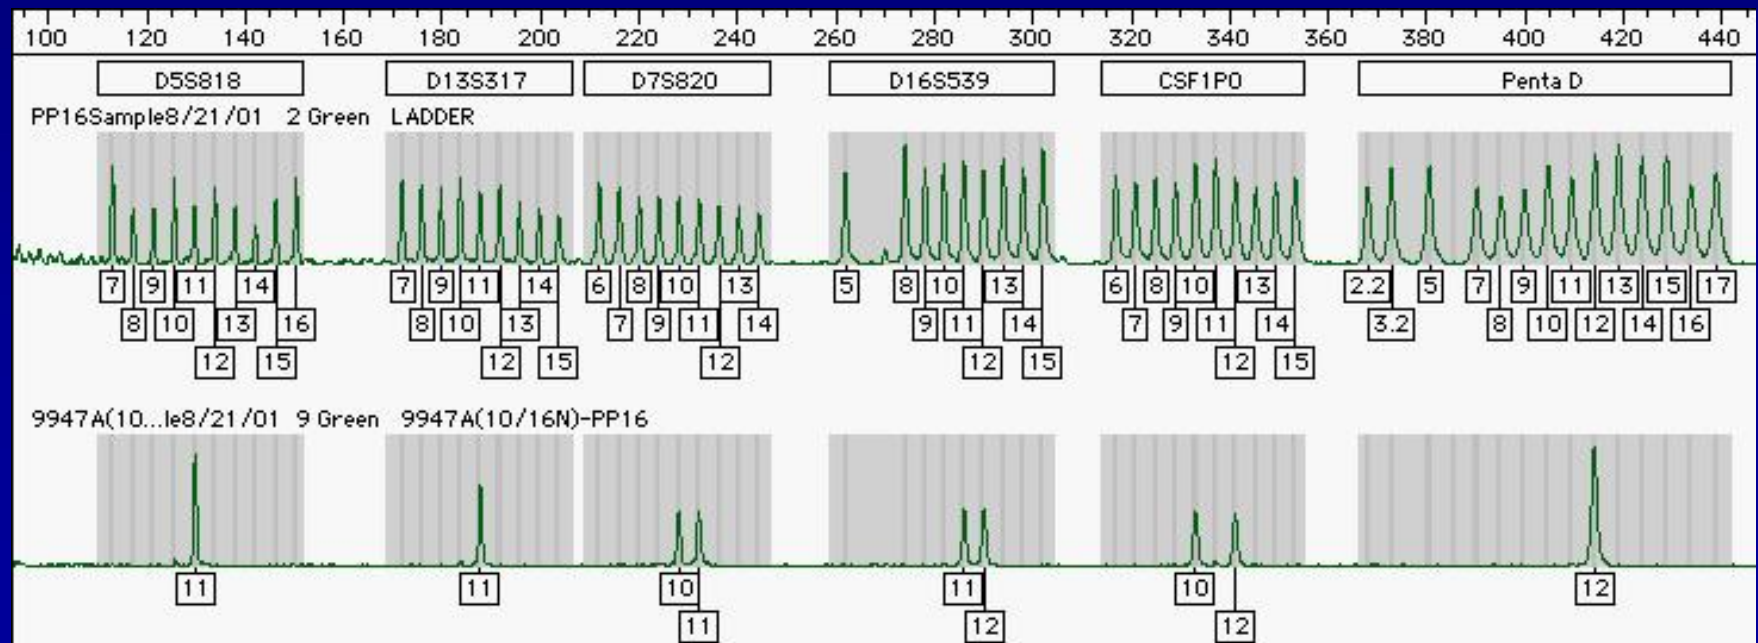 100 120 140 160 180 200 220 240 260 280 300 320 340 360 380 400 420 440
D5S818 D13S317 D7S820 D16S539 CSF1PO Penta D
PP16Sample8/21/01 2 Green LADDER
7 9 11 14 7 9 11 14 6 8 10 13 5 8 10 13 6 8 10 13 2.2 5 7 9 11 13 15 17
8 10 13 16 8 10 13 7 9 11 14 9 11 14 7 9 11 14 3.2 8 10 12 14 16
12 15 12 15 12 12 15 12 15
9947A(10...le8/21/01 9 Green 9947A(10/16N)-PP16
11 11 10 11 10 12
11 12 12